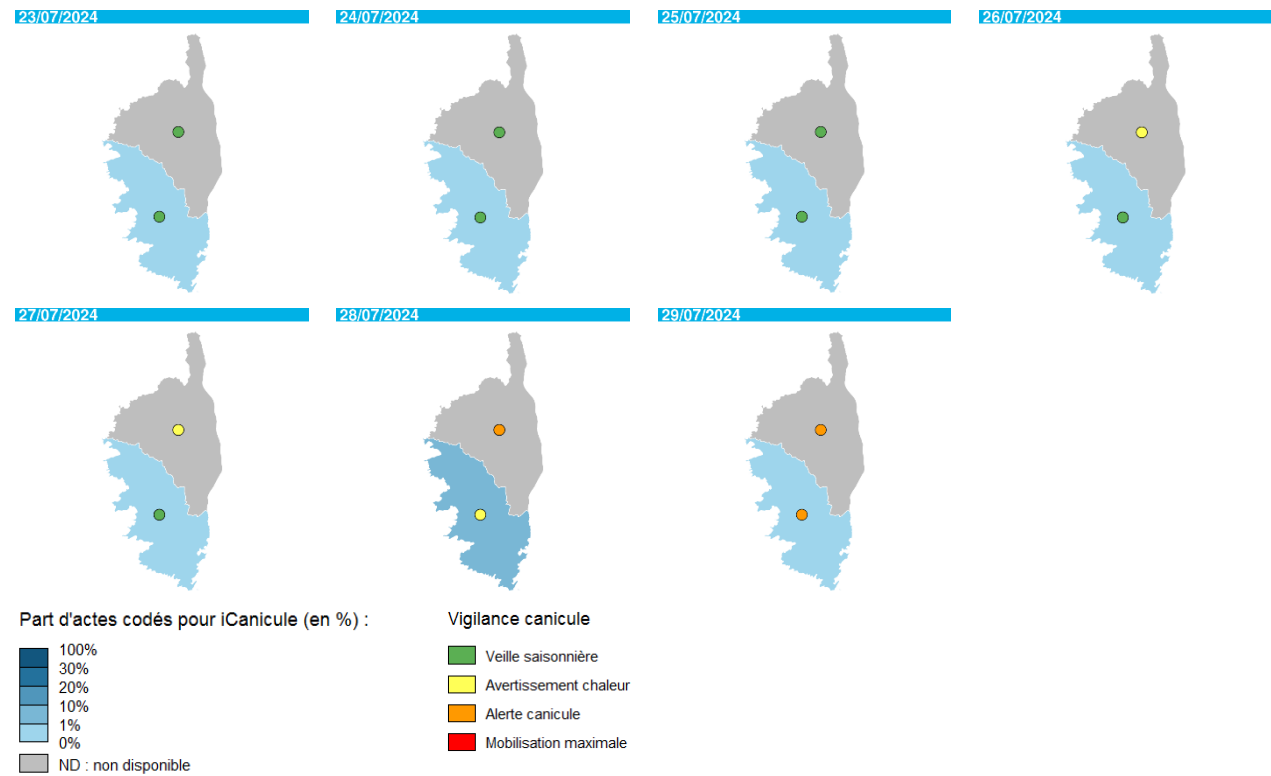 23/07/2024
24/07/2024
25/07/2024
26/07/2024
27/07/2024
28/07/2024
29/07/2024
Part d'actes codés pour iCanicule (en %) :
100%
30%
20%
10%
1%
0%
ND : non disponible
Vigilance canicule
Veille saisonnière
Avertissement chaleur
Alerte canicule
Mobilisation maximale